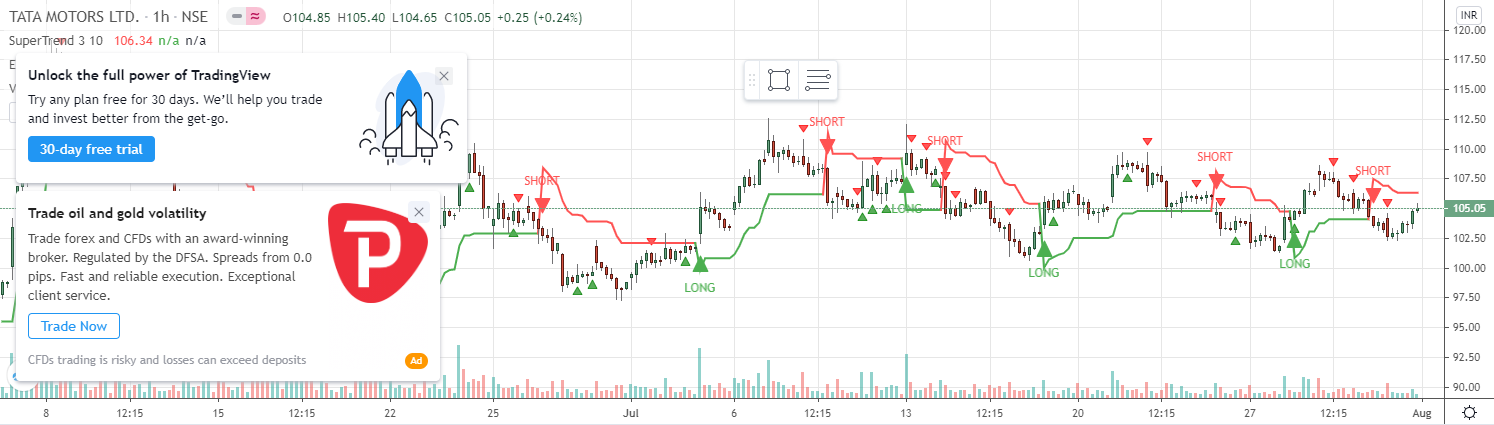 TATA MOTORS LTD. · 1h · NSE
O104.85 H105.40 L104.65 C105.05 +0.25 (+0.24%)
INR
SuperTrend 3 10 106.34 n/a n/a
E
V
Unlock the full power of TradingView
Try any plan free for 30 days. We'll help you trade
and invest better from the get-go.
30-day free trial
Trade oil and gold volatility
Trade forex and CFDs with an award-winning
broker. Regulated by the DFSA. Spreads from 0.0
pips. Fast and reliable execution. Exceptional
client service.
P
Trade Now
CFDs trading is risky and losses can exceed deposits
Ad
SHORT
LONG
SHORT
LONG
SHORT
LONG
SHORT
LONG
SHORT
120.00
117.50
115.00
112.50
110.00
107.50
105.05
102.50
100.00
97.50
95.00
92.50
90.00
8 12:15 15 12:15 22 25 Jul 6 12:15 13 12:15 20 12:15 27 12:15 Aug